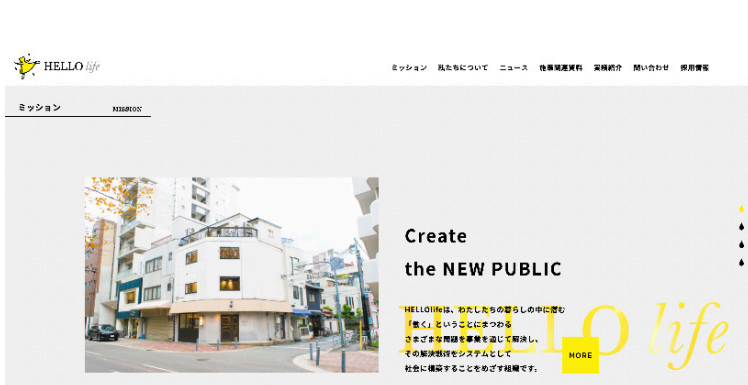 HELLO life
ミッション 私たちについて ニュース 施策関連資料 実績紹介 問い合わせ 採用情報
ミッション MISSION
Create
the NEW PUBLIC
HELLO life
HELLOlifeは、わたしたちの暮らしの中に潜む
「働く」ということにまつわる
さまざまな問題を事業を通じて解決し、
その解決技術をシステムとして
社会に構築することをめざす組織です。
MORE